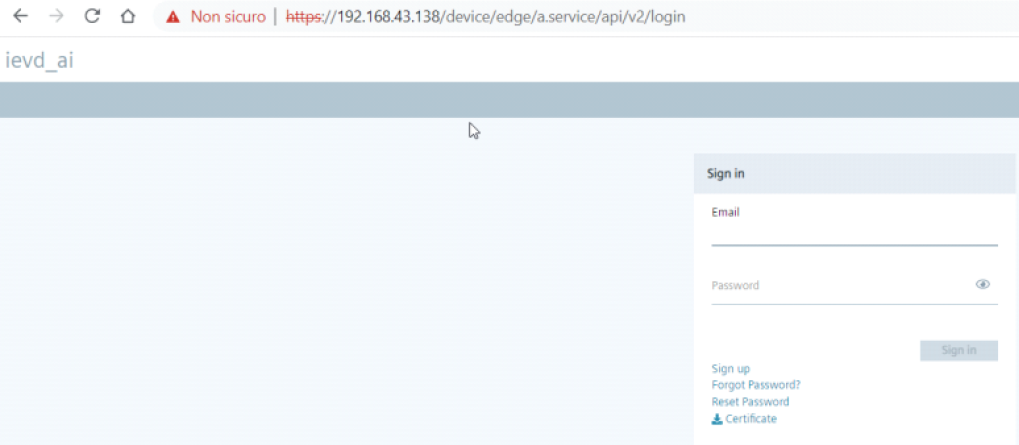 Non sicuro | https://192.168.43.138/device/edge/a.service/api/v2/login
ievd_ai
Sign in
Email
Password
Sign in
Sign up
Forgot Password?
Reset Password
Certificate